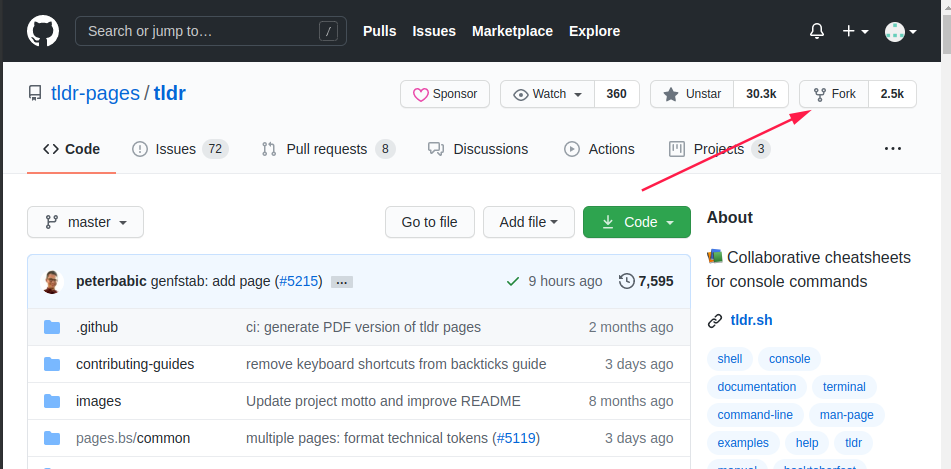 Search or jump to… /
Pulls Issues Marketplace Explore
tldr-pages / tldr
Sponsor Watch 360 Unstar 30.3k Fork 2.5k
Code Issues 72 Pull requests 8 Discussions Actions Projects 3 ...
master Go to file Add file Code
peterbabic genfstab: add page (#5215) ... 9 hours ago 7,595
.github ci: generate PDF version of tldr pages 2 months ago
contributing-guides remove keyboard shortcuts from backticks guide 3 days ago
images Update project motto and improve README 8 months ago
pages.bs/common multiple pages: format technical tokens (#5119) 3 days ago
About
Collaborative cheatsheets
for console commands
tldr.sh
shell console
documentation terminal
command-line man-page
examples help tldr
manual hacktoberfest